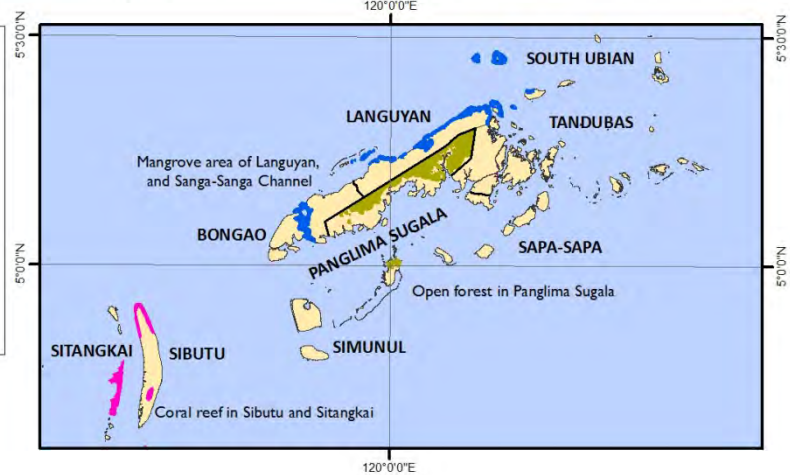 120°0'0"E
5°30'0"N
5°30'0"N
SOUTH UBIAN
LANGUYAN
TANDUBAS
Mangrove area of Languyan,
and Sanga-Sanga Channel
BONGAO
PANGLIMA SUGALA
SAPA-SAPA
5°0'0"N
5°0'0"N
Open forest in Panglima Sugala
SITANGKAI
SIBUTU
SIMUNUL
Coral reef in Sibutu and Sitangkai
120°0'0"E